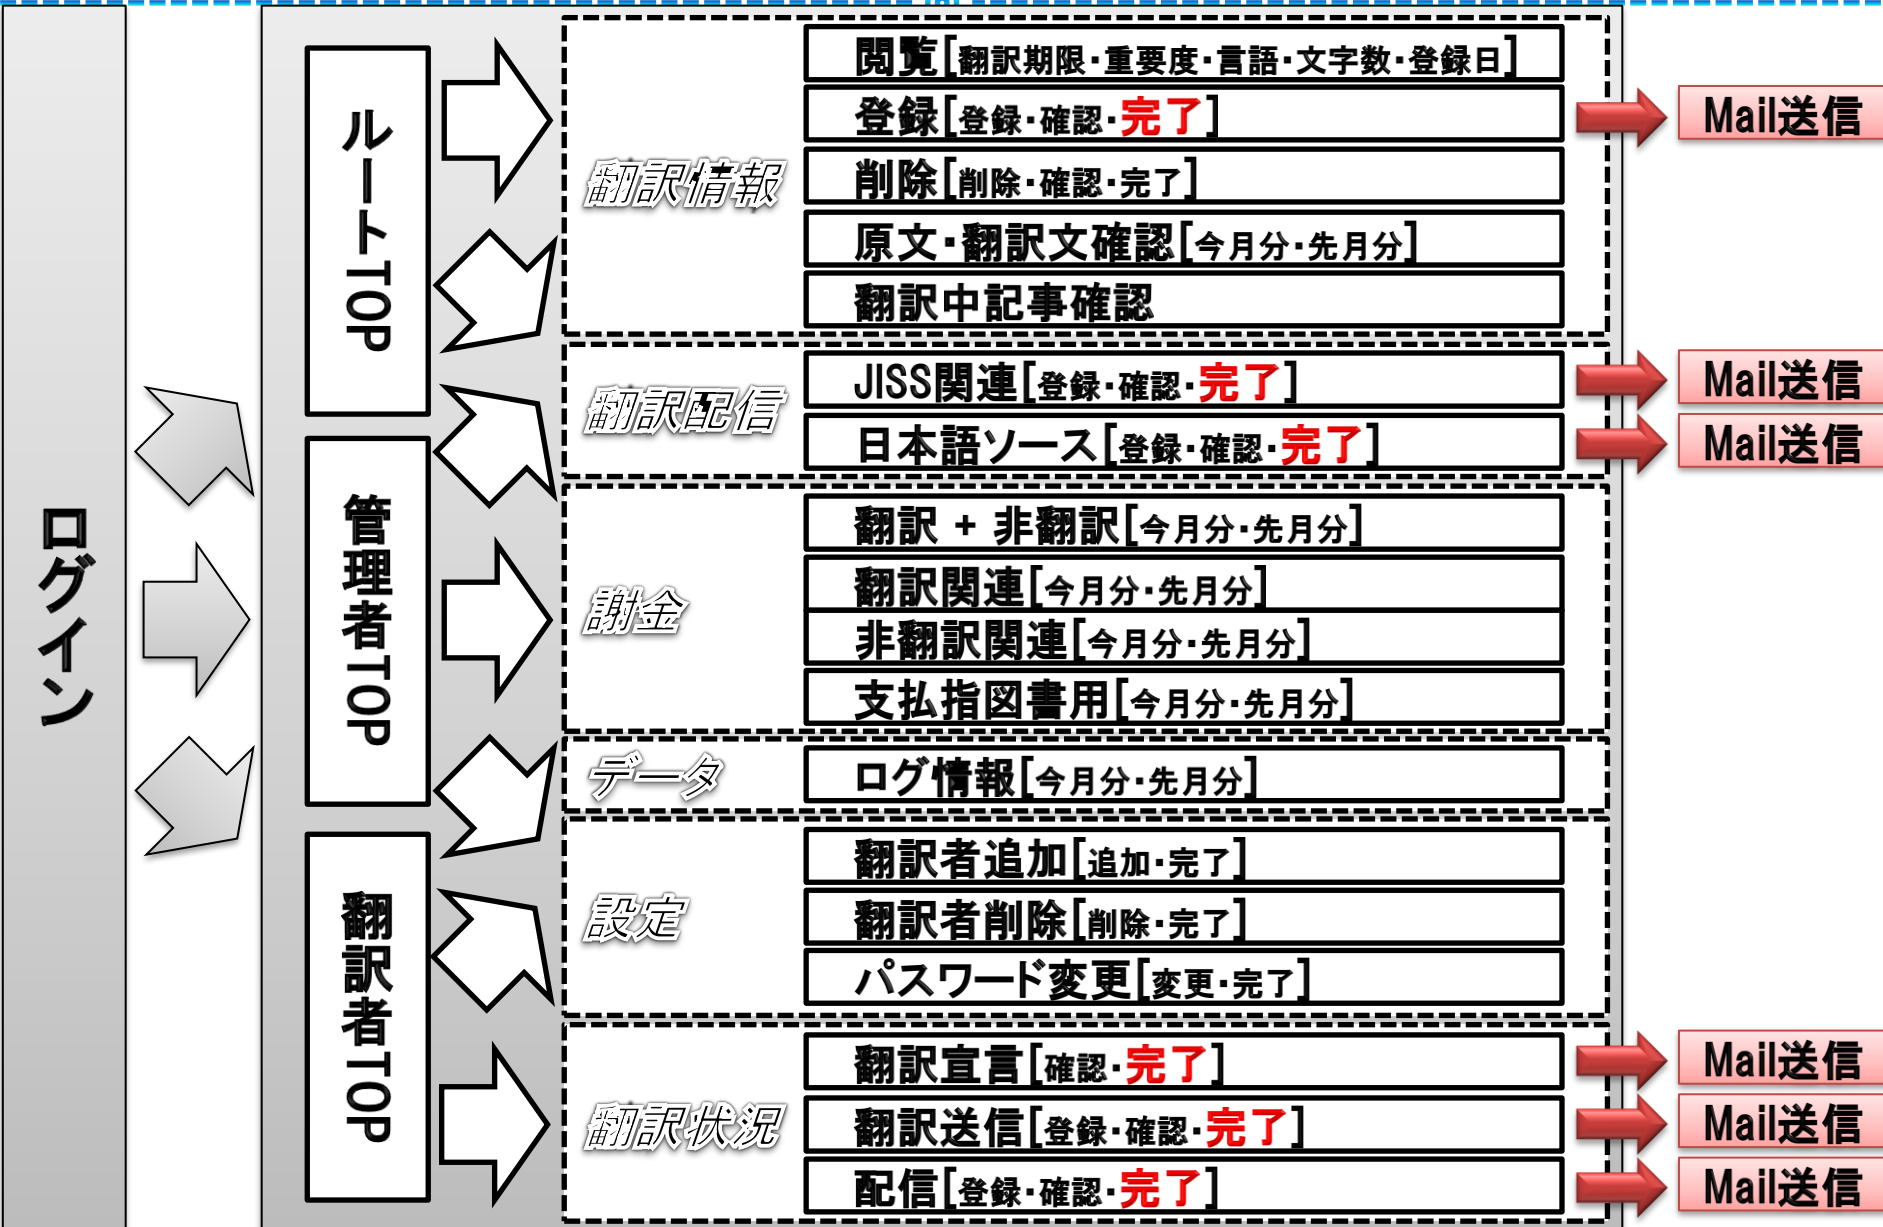 ログイン
ルートTOP
管理者TOP
翻訳者TOP
翻訳情報
閲覧[翻訳期限・重要度・言語・文字数・登録日]
登録[登録・確認・完了]
Mail送信
削除[削除・確認・完了]
原文・翻訳文確認[今月分・先月分]
翻訳中記事確認
翻訳配信
JISS関連[登録・確認・完了]
Mail送信
日本語ソース[登録・確認・完了]
Mail送信
謝金
翻訳 + 非翻訳[今月分・先月分]
翻訳関連[今月分・先月分]
非翻訳関連[今月分・先月分]
支払指図書用[今月分・先月分]
データ
ログ情報[今月分・先月分]
設定
翻訳者追加[追加・完了]
翻訳者削除[削除・完了]
パスワード変更[変更・完了]
翻訳状況
翻訳宣言[確認・完了]
Mail送信
翻訳送信[登録・確認・完了]
Mail送信
配信[登録・確認・完了]
Mail送信